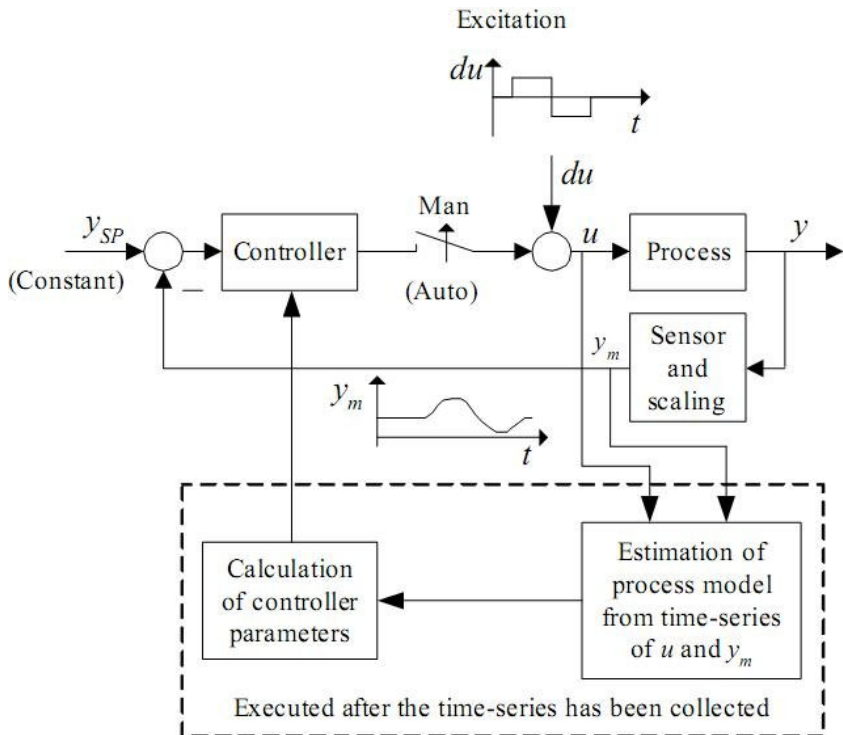 Excitation
du
t
du
y_SP
(Constant)
Controller
Man
(Auto)
u
Process
y
y_m
Sensor
and
scaling
y_m
t
Calculation
of controller
parameters
Estimation of
process model
from time-series
of u and y_m
Executed after the time-series has been collected